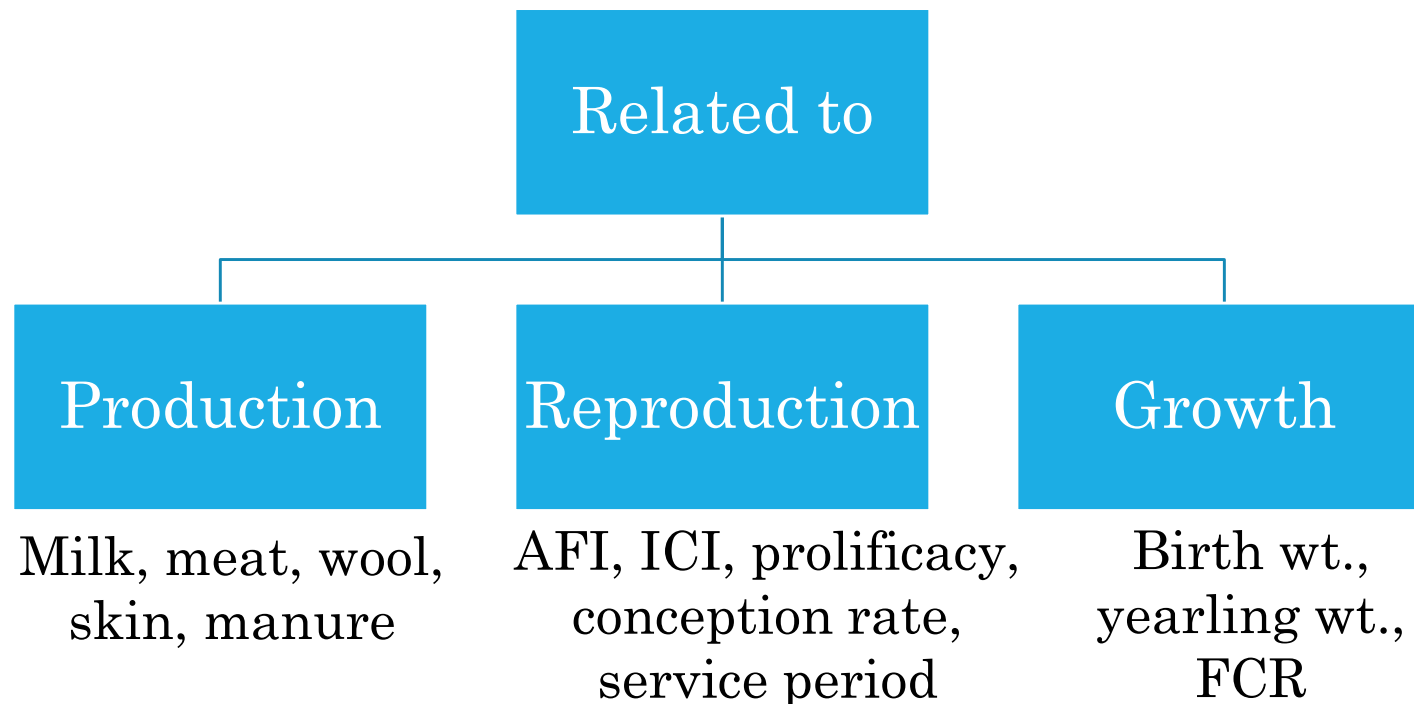 Related to
Production
Milk, meat, wool,
skin, manure
Reproduction
AFI, ICI, prolificacy,
conception rate,
service period
Growth
Birth wt.,
yearling wt.,
FCR